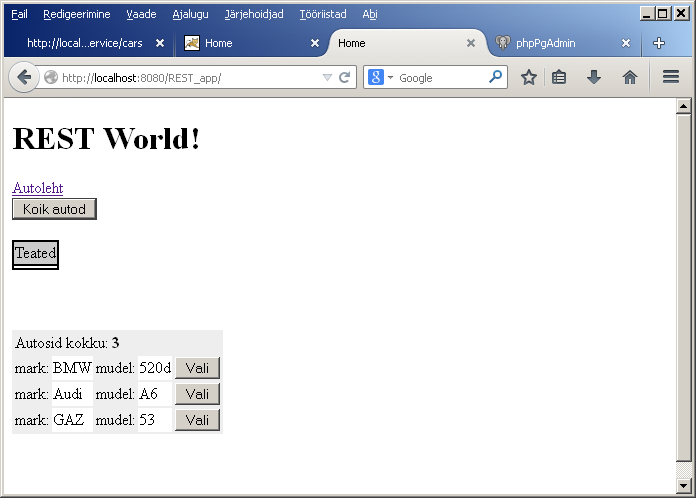 Fail Redigeerimine Vaade Ajalugu Järjehoidjad Tööriistad Abi
http://local...ervice/cars Home Home phpPgAdmin
http://localhost:8080/REST_app/ Google
REST World!
Autoleht
Koik autod
Teated
Autosid kokku: 3
mark: BMW mudel: 520d Vali
mark: Audi mudel: A6 Vali
mark: GAZ mudel: 53 Vali